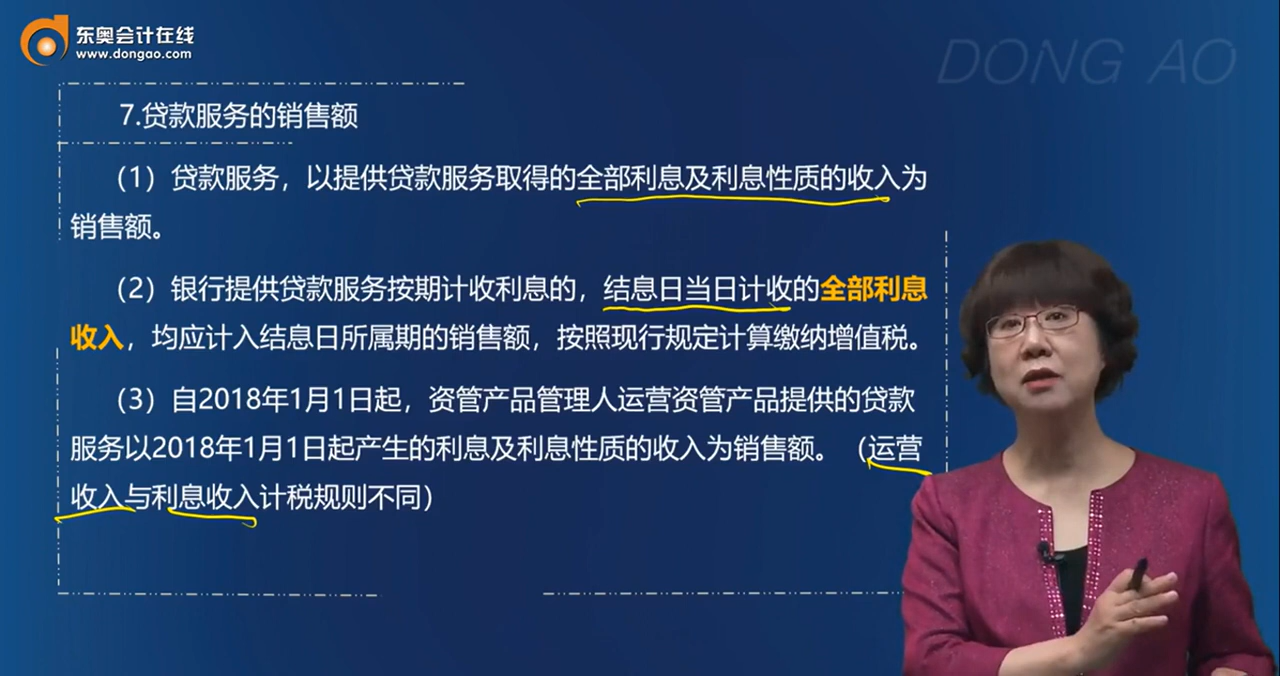 东奥会计在线
www.dongao.com
DONG AO
7.贷款服务的销售额
（1）贷款服务，以提供贷款服务取得的全部利息及利息性质的收入为
销售额。
（2）银行提供贷款服务按期计收利息的，结息日当日计收的全部利息
收入，均应计入结息日所属期的销售额，按照现行规定计算缴纳增值税。
（3）自2018年1月1日起，资管产品管理人运营资管产品提供的贷款
服务以2018年1月1日起产生的利息及利息性质的收入为销售额。（运营
收入与利息收入计税规则不同）